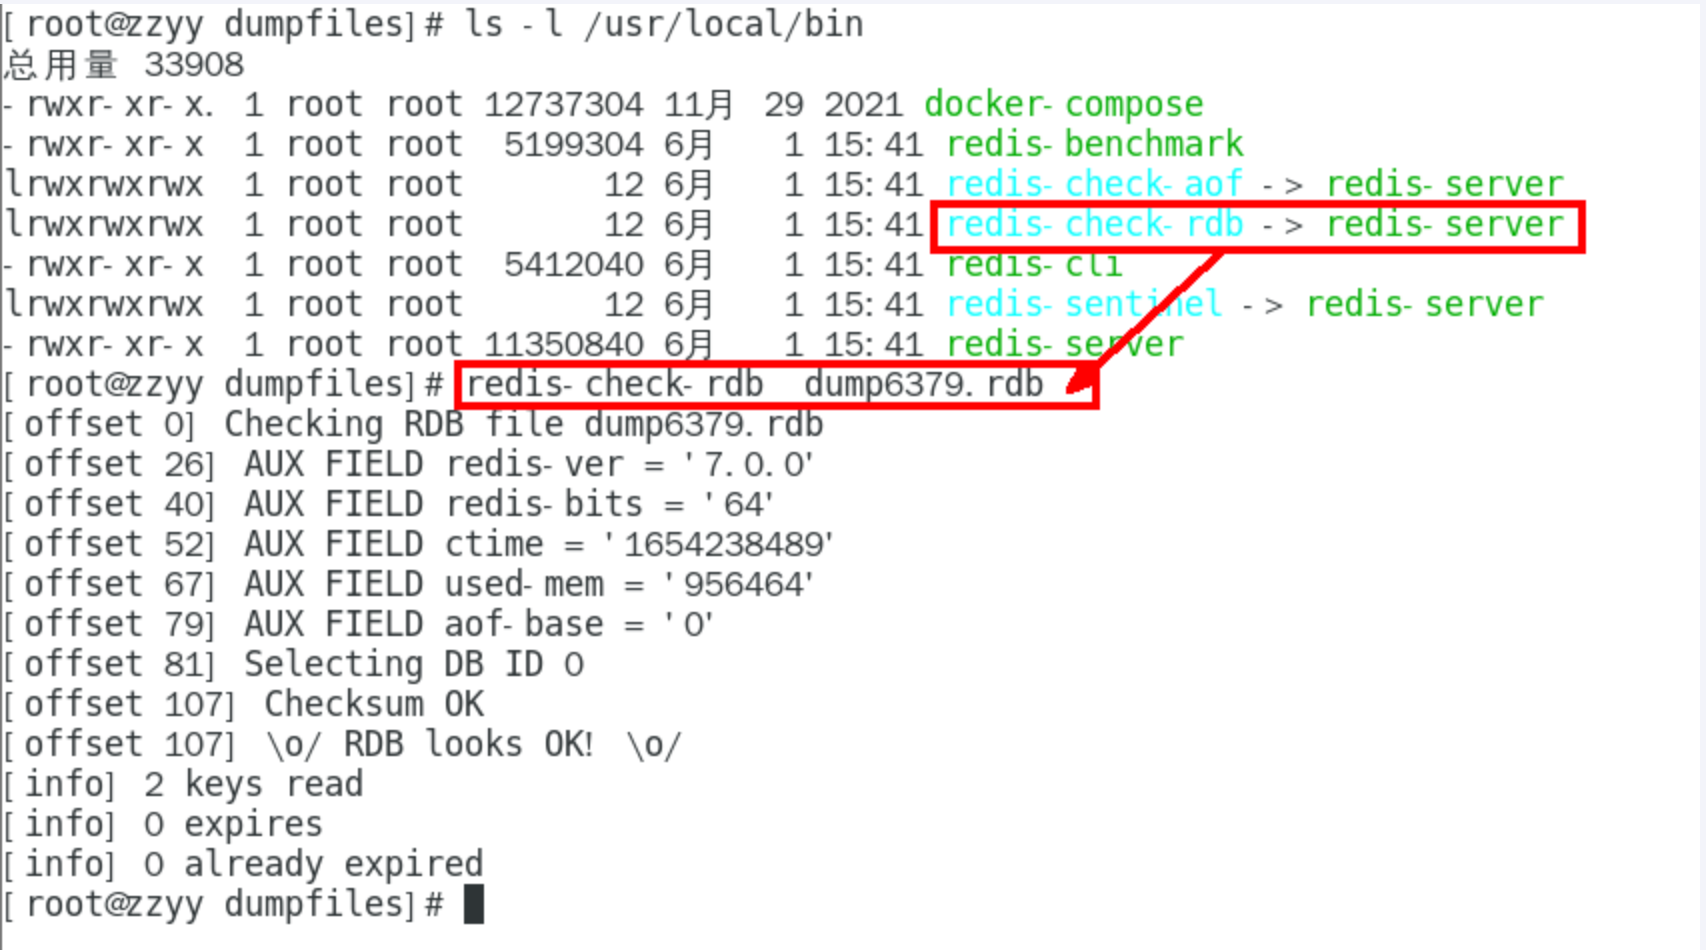 [root@zzyy dumpfiles]# ls -l /usr/local/bin
总用量 33908
-rwxr-xr-x. 1 root root 12737304 11月 29 2021 docker-compose
-rwxr-xr-x 1 root root 5199304 6月 1 15:41 redis-benchmark
lrwxrwxrwx 1 root root 12 6月 1 15:41 redis-check-aof -> redis-server
lrwxrwxrwx 1 root root 12 6月 1 15:41 redis-check-rdb -> redis-server
-rwxr-xr-x 1 root root 5412040 6月 1 15:41 redis-cli
lrwxrwxrwx 1 root root 12 6月 1 15:41 redis-sentinel -> redis-server
-rwxr-xr-x 1 root root 11350840 6月 1 15:41 redis-server
[root@zzyy dumpfiles]# redis-check-rdb dump6379.rdb
[offset 0] Checking RDB file dump6379.rdb
[offset 26] AUX FIELD redis-ver = '7.0.0'
[offset 40] AUX FIELD redis-bits = '64'
[offset 52] AUX FIELD ctime = '1654238489'
[offset 67] AUX FIELD used-mem = '956464'
[offset 79] AUX FIELD aof-base = '0'
[offset 81] Selecting DB ID 0
[offset 107] Checksum OK
[offset 107] \o/ RDB looks OK! \o/
[info] 2 keys read
[info] 0 expires
[info] 0 already expired
[root@zzyy dumpfiles]#